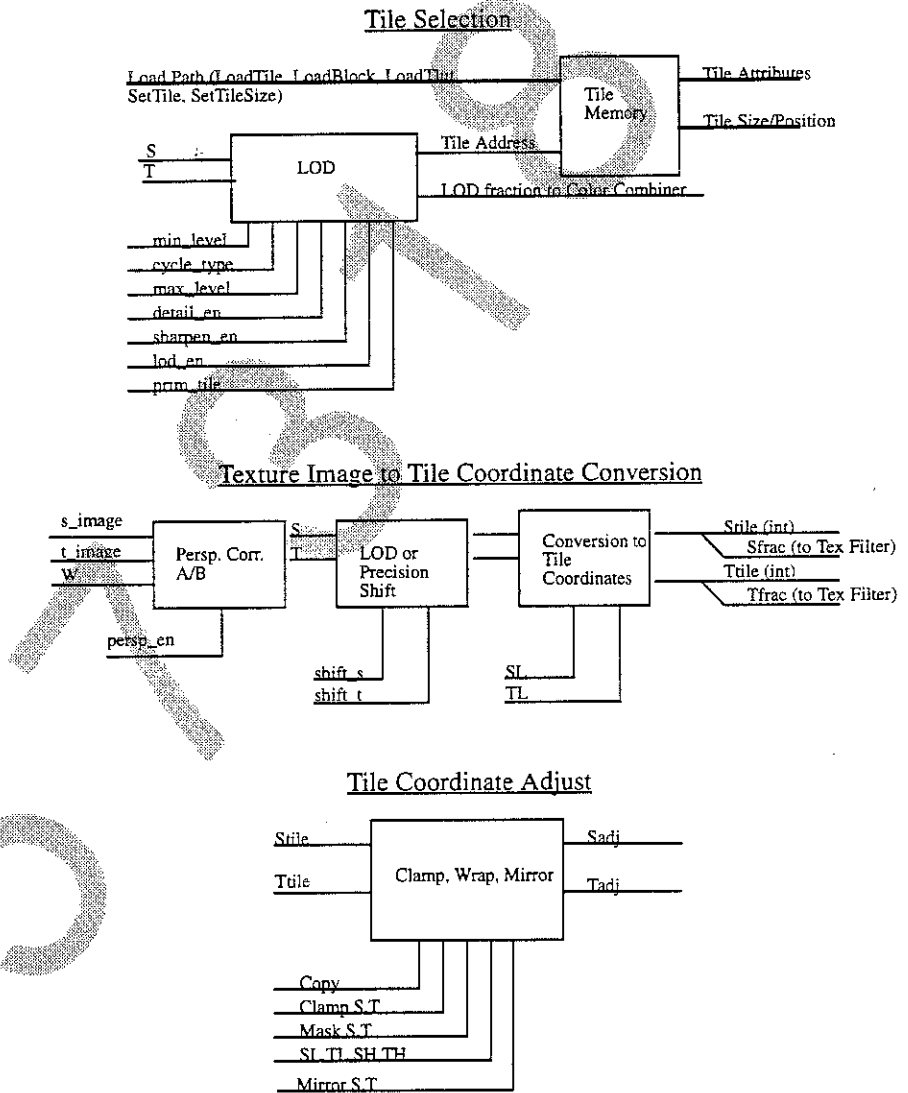 Tile Selection
Load Path (LoadTile, LoadBlock, LoadTlut,
SetTile, SetTileSize)
Tile
Memory
Tile Attributes
Tile Size/Position
Tile Address
S
T
LOD
LOD fraction to Color Combiner
min_level
cycle_type
max_level
detail_en
sharpen_en
lod_en
prim_tile
Texture Image to Tile Coordinate Conversion
s_image
t_image
W
Persp. Corr.
A/B
persp_en
S
T
LOD or
Precision
Shift
shift_s
shift_t
Conversion to
Tile
Coordinates
SL
TL
Stile (int)
Sfrac (to Tex Filter)
Ttile (int)
Tfrac (to Tex Filter)
Tile Coordinate Adjust
Stile
Ttile
Clamp, Wrap, Mirror
Sadj
Tadj
Copy
Clamp S,T
Mask S,T
SL,TL,SH,TH
Mirror S,T